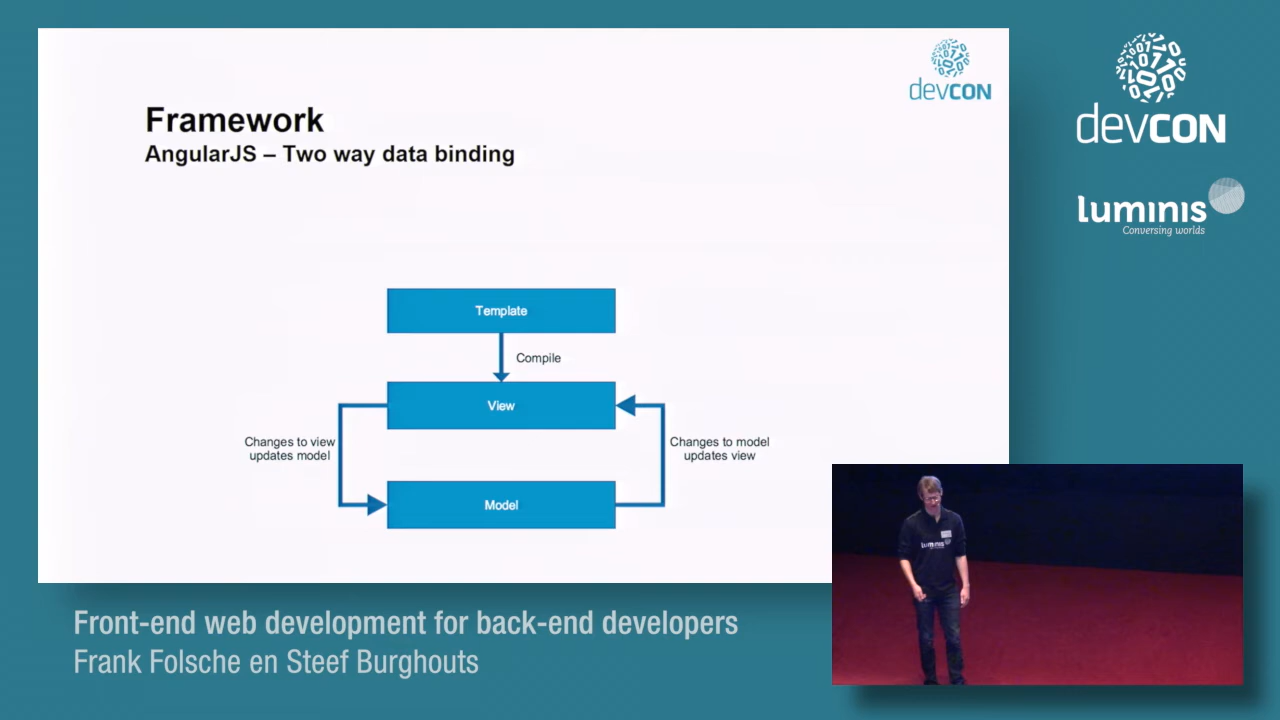 devcon
Framework
AngularJS – Two way data binding
Template
Compile
View
Changes to view
updates model
Changes to model
updates view
Model
devcon
luminis
Conversing worlds
luminis
Front-end web development for back-end developers
Frank Folsche en Steef Burghouts